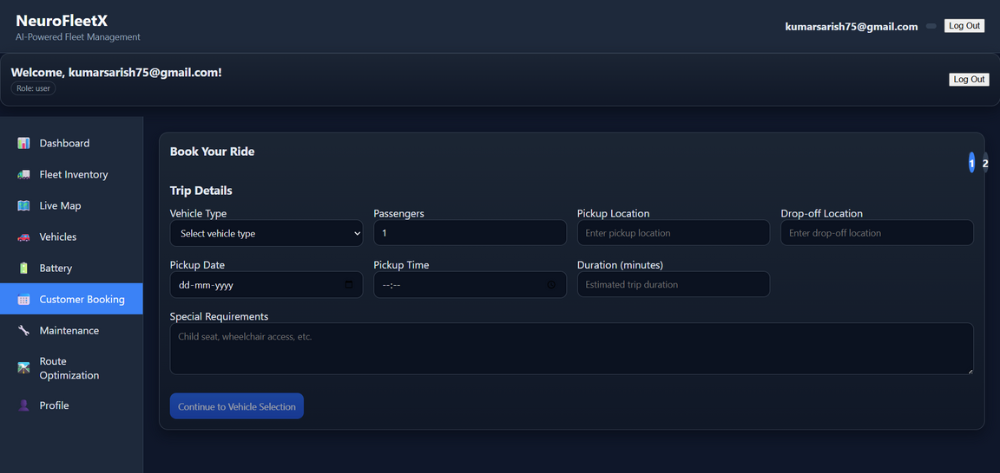 NeuroFleetX
AI-Powered Fleet Management
kumarsarish75@gmail.com
Log Out
Welcome, kumarsarish75@gmail.com!
Role: user
Log Out
Dashboard
Fleet Inventory
Live Map
Vehicles
Battery
Customer Booking
Maintenance
Route
Optimization
Profile
Book Your Ride
1 2
Trip Details
Vehicle Type Passengers Pickup Location Drop-off Location
Select vehicle type 1 Enter pickup location Enter drop-off location
Pickup Date Pickup Time Duration (minutes)
dd-mm-yyyy --:-- Estimated trip duration
Special Requirements
Child seat, wheelchair access, etc.
Continue to Vehicle Selection